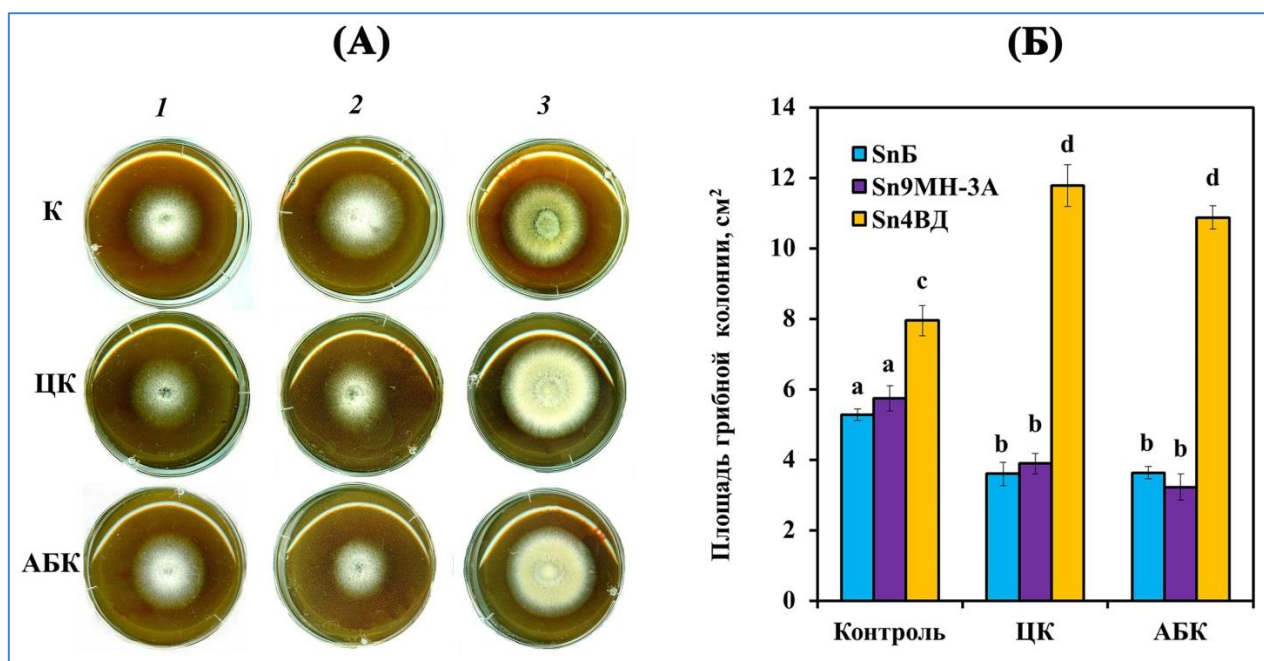 (А)
1 2 3
К
ЦК
АБК
(Б)
Площадь грибной колонии, см²
14
12
10
8
6
4
2
0
SnБ
Sn9МН-3А
Sn4ВД
a a c
b b d
b b d
Контроль ЦК АБК